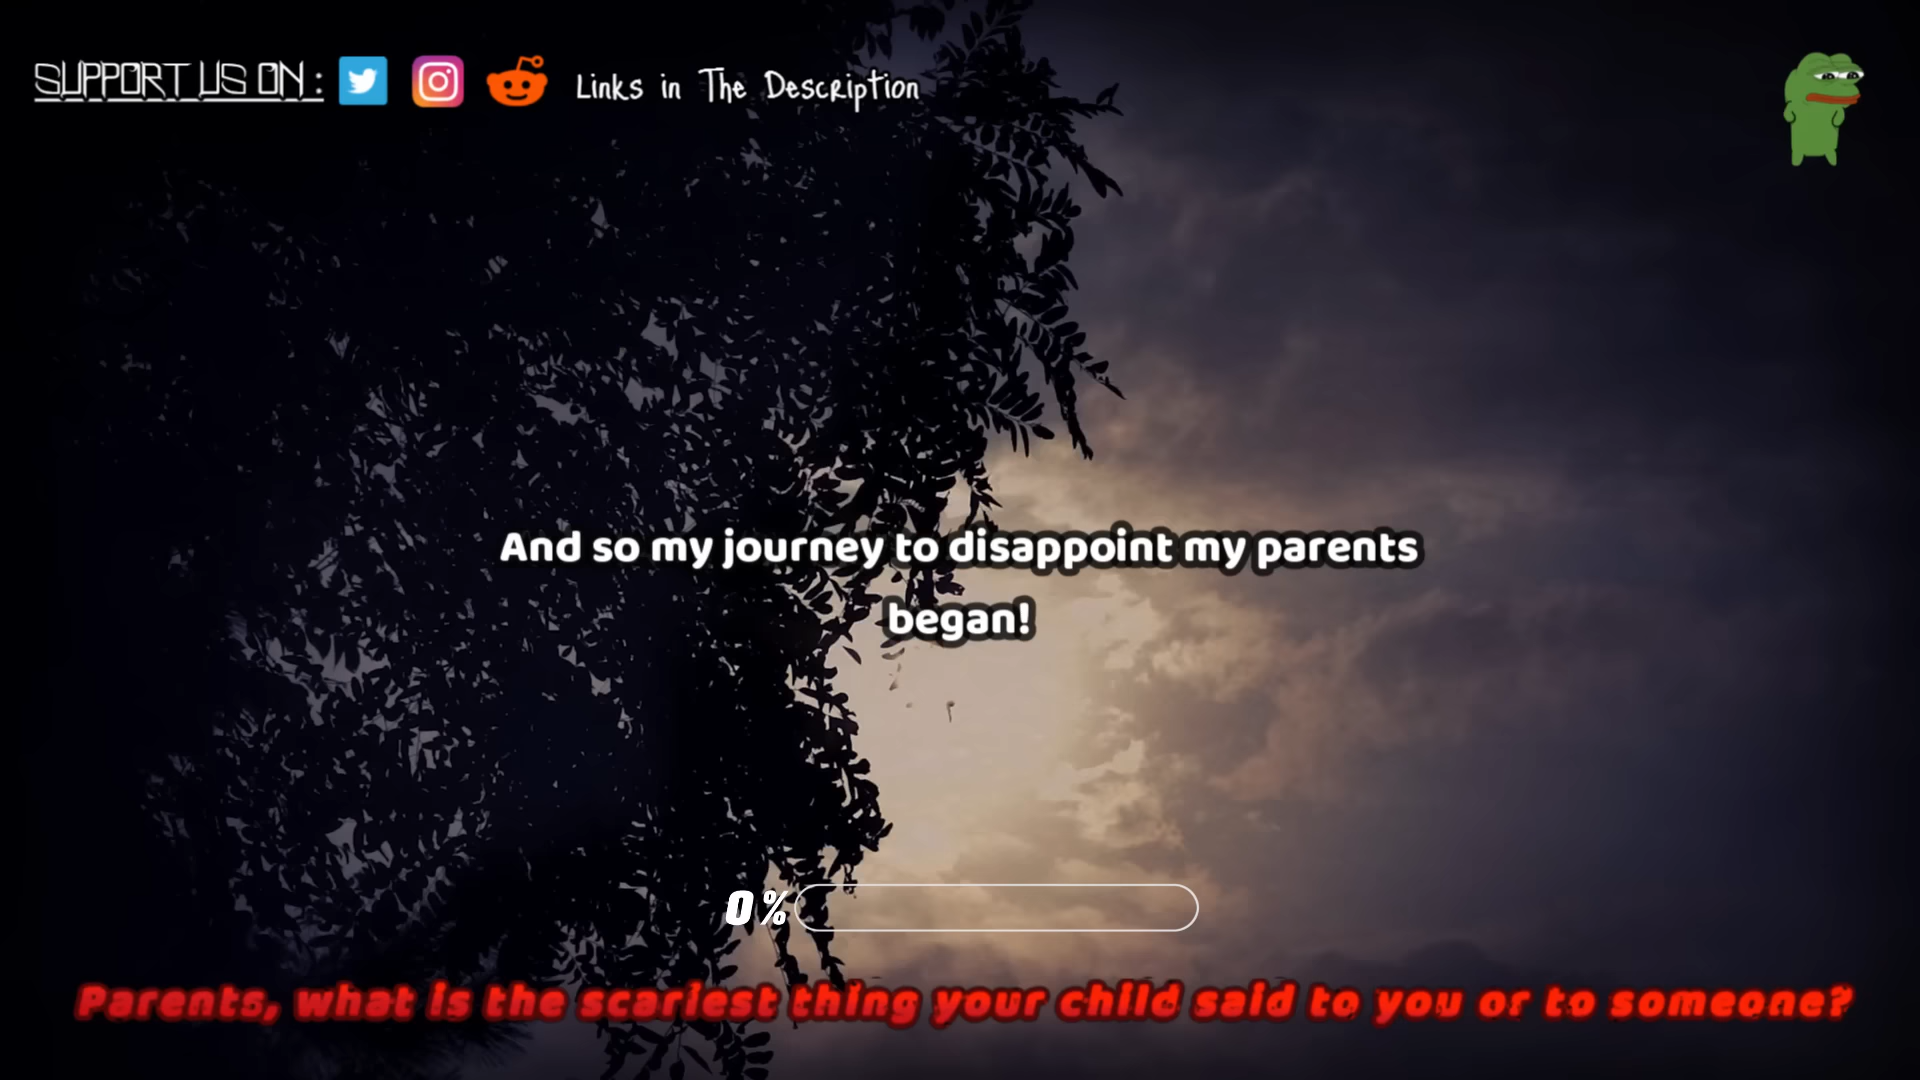 SUPPORT US ON : Links in The Description
And so my journey to disappoint my parents
began!
0%
Parents, what is the scariest thing your child said to you or to someone?